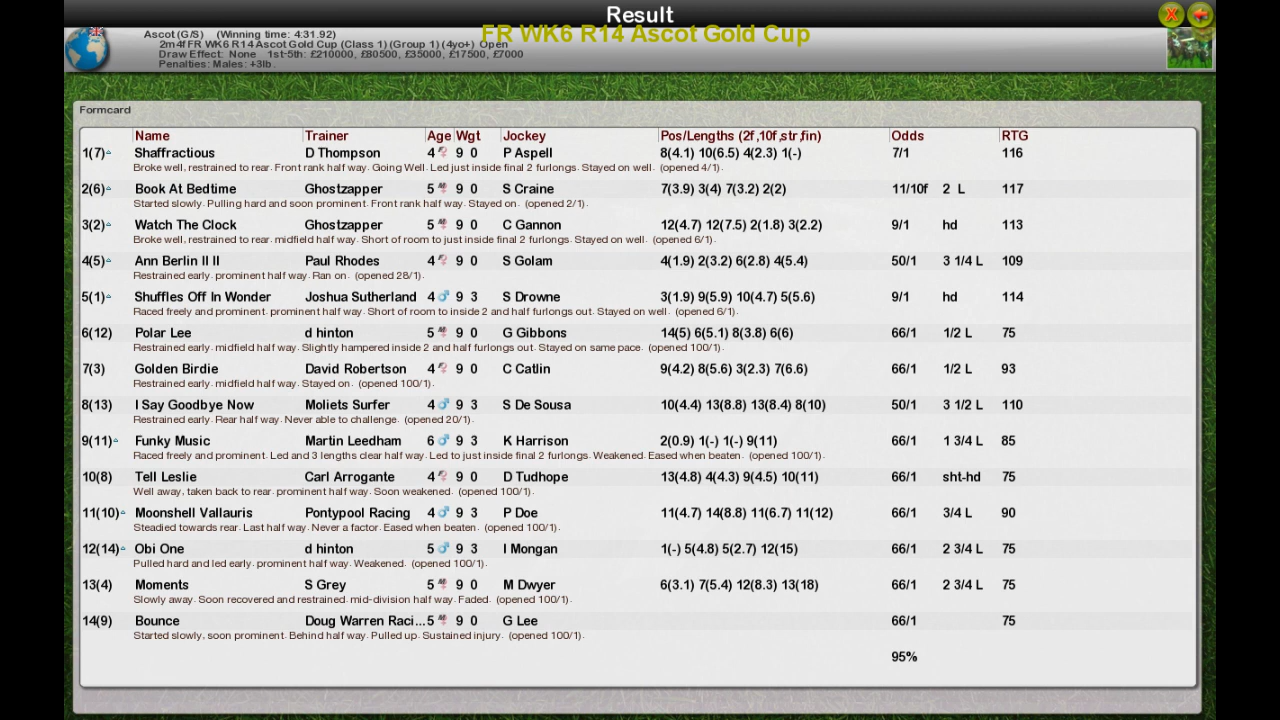 Result
FR WK6 R14 Ascot Gold Cup
Ascot (G/S) (Winning time: 4:31.92)
2m4f FR WK6 R14 Ascot Gold Cup (Class 1) (Group 1) (4yo+) Open
Draw Effect: None 1st-5th: £210000, £80500, £35000, £17500, £7000
Penalties: Males: +3lb.
Formcard
Name Trainer Age Wgt Jockey Pos/Lengths (2f,10f,str,fin) Odds RTG
1(7) Shaffractious D Thompson 4 9 0 P Aspell 8(4.1) 10(6.5) 4(2.3) 1(-) 7/1 116
Broke well, restrained to rear. Front rank half way. Going Well. Led just inside final 2 furlongs. Stayed on well. (opened 4/1).
2(6) Book At Bedtime Ghostzapper 5 9 0 S Craine 7(3.9) 3(4) 7(3.2) 2(2) 11/10f 2 L 117
Started slowly. Pulling hard and soon prominent. Front rank half way. Stayed on. (opened 2/1).
3(2) Watch The Clock Ghostzapper 5 9 0 C Gannon 12(4.7) 12(7.5) 2(1.8) 3(2.2) 9/1 hd 113
Broke well, restrained to rear. midfield half way. Short of room to just inside final 2 furlongs. Stayed on well. (opened 6/1).
4(5) Ann Berlin II II Paul Rhodes 4 9 0 S Golam 4(1.9) 2(3.2) 6(2.8) 4(5.4) 50/1 3 1/4 L 109
Restrained early. prominent half way. Ran on. (opened 28/1).
5(1) Shuffles Off In Wonder Joshua Sutherland 4 9 3 S Drowne 3(1.9) 9(5.9) 10(4.7) 5(5.6) 9/1 hd 114
Raced freely and prominent. prominent half way. Short of room to inside 2 and half furlongs out. Stayed on well. (opened 6/1).
6(12) Polar Lee d hinton 5 9 0 G Gibbons 14(5) 6(5.1) 8(3.8) 6(6) 66/1 1/2 L 75
Restrained early. midfield half way. Slightly hampered inside 2 and half furlongs out. Stayed on same pace. (opened 100/1).
7(3) Golden Birdie David Robertson 4 9 0 C Catlin 9(4.2) 8(5.6) 3(2.3) 7(6.6) 66/1 1/2 L 93
Restrained early. midfield half way. Stayed on. (opened 100/1).
8(13) I Say Goodbye Now Moliets Surfer 4 9 3 S De Sousa 10(4.4) 13(8.8) 13(8.4) 8(10) 50/1 3 1/2 L 110
Restrained early. Rear half way. Never able to challenge. (opened 20/1).
9(11) Funky Music Martin Leedham 6 9 3 K Harrison 2(0.9) 1(-) 1(-) 9(11) 66/1 1 3/4 L 85
Raced freely and prominent. Led and 3 lengths clear half way. Led to just inside final 2 furlongs. Weakened. Eased when beaten. (opened 100/1).
10(8) Tell Leslie Carl Arrogante 4 9 0 D Tudhope 13(4.8) 4(4.3) 9(4.5) 10(11) 66/1 sht-hd 75
Well away, taken back to rear. prominent half way. Soon weakened. (opened 100/1).
11(10) Moonshell Vallauris Pontypool Racing 4 9 3 P Doe 11(4.7) 14(8.8) 11(6.7) 11(12) 66/1 3/4 L 90
Steadied towards rear. Last half way. Never a factor. Eased when beaten. (opened 100/1).
12(14) Obi One d hinton 5 9 3 I Mongan 1(-) 5(4.8) 5(2.7) 12(15) 66/1 2 3/4 L 75
Pulled hard and led early. prominent half way. Weakened. (opened 100/1).
13(4) Moments S Grey 5 9 0 M Dwyer 6(3.1) 7(5.4) 12(8.3) 13(18) 66/1 2 3/4 L 75
Slowly away. Soon recovered and restrained. mid-division half way. Faded. (opened 100/1).
14(9) Bounce Doug Warren Raci... 5 9 0 G Lee 66/1 75
Started slowly, soon prominent. Behind half way. Pulled up. Sustained injury. (opened 100/1).
95%